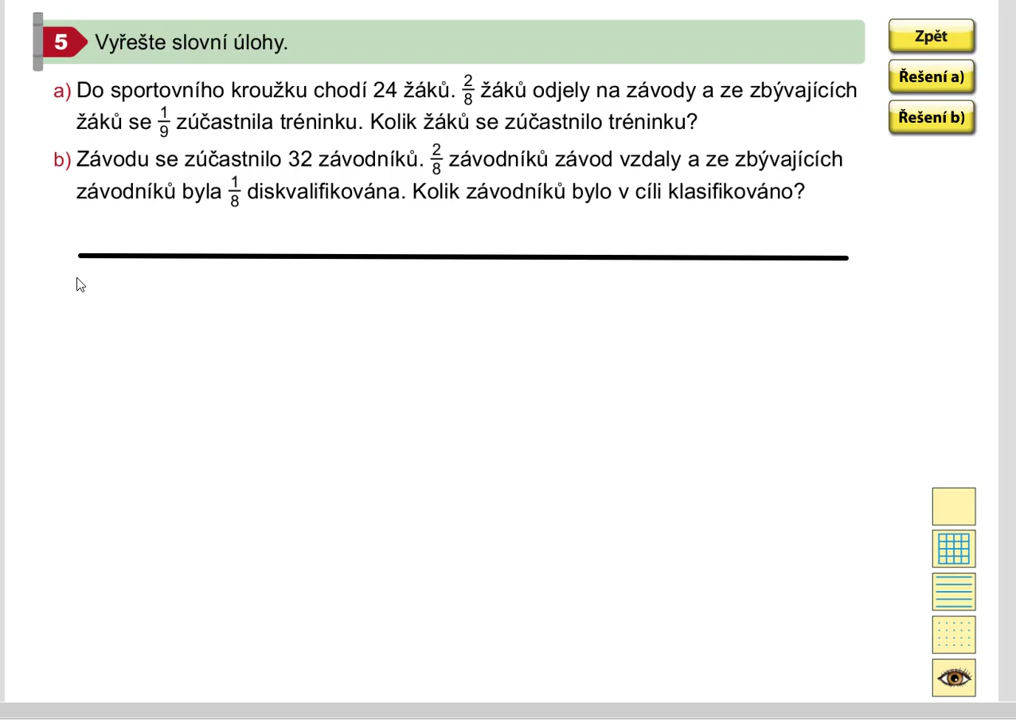 5 Vyřešte slovní úlohy.
a) Do sportovního kroužku chodí 24 žáků. 2/8 žáků odjely na závody a ze zbývajících
žáků se 1/9 zúčastnila tréninku. Kolik žáků se zúčastnilo tréninku?
b) Závodu se zúčastnilo 32 závodníků. 2/8 závodníků závod vzdaly a ze zbývajících
závodníků byla 1/8 diskvalifikována. Kolik závodníků bylo v cíli klasifikováno?
Zpět
Řešení a)
Řešení b)